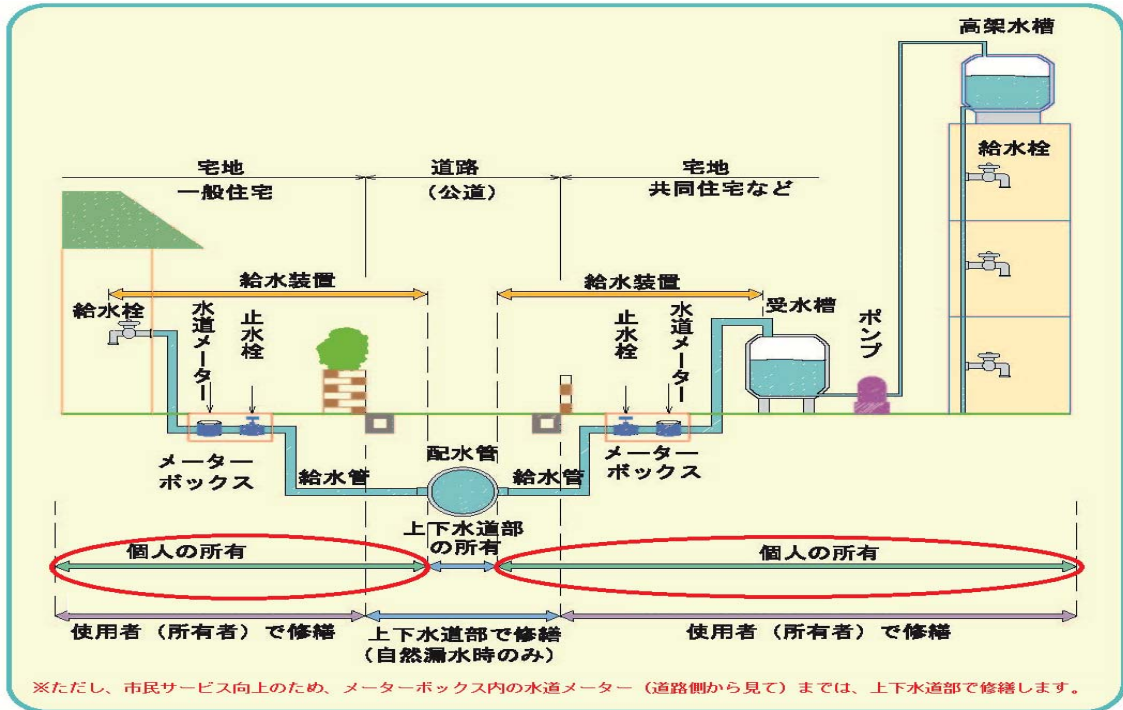 高架水槽
宅地
一般住宅
道路
(公道)
宅地
共同住宅など
給水栓
給水装置
給水装置
給水栓
水道メーター
止水栓
止水栓
水道メーター
受水槽
ポンプ
メーター
ボックス
給水管
配水管
給水管
メーター
ボックス
個人の所有
上下水道部
の所有
個人の所有
使用者（所有者）で修繕
上下水道部で修繕
（自然漏水時のみ）
使用者（所有者）で修繕
※ただし、市民サービス向上のため、メーターボックス内の水道メーター（道路側から見て）までは、上下水道部で修繕します。